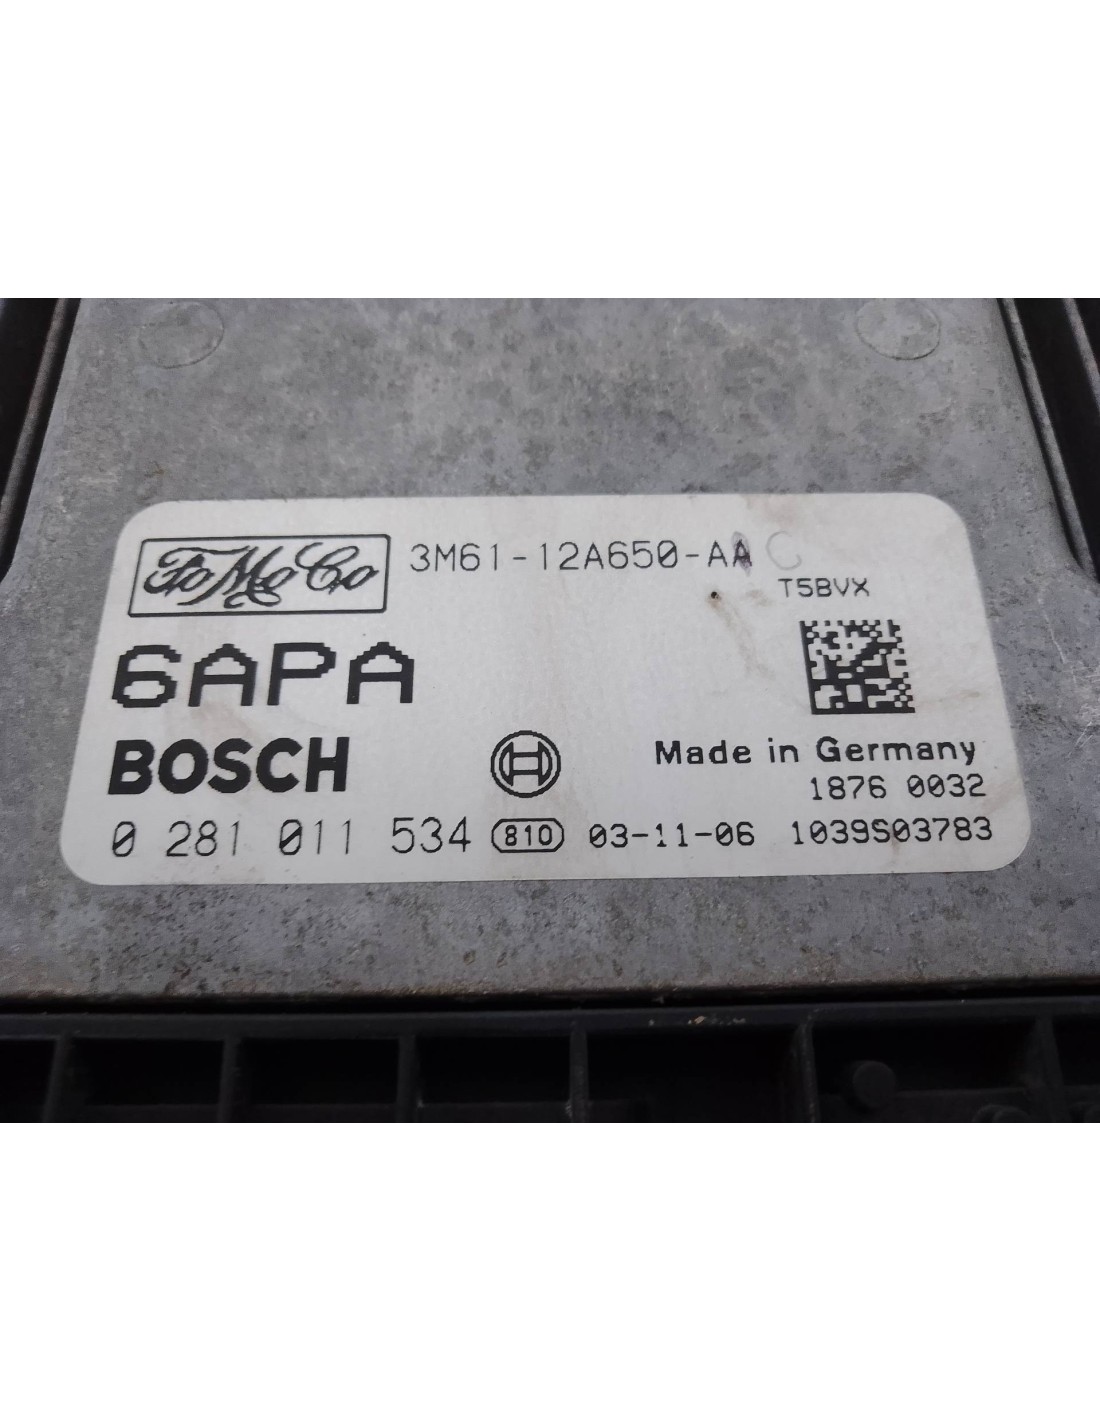 FoMoCo 3M61-12A650-AA C
T5BVX
6APA
BOSCH
Made in Germany
1876 0032
0 281 011 534 810 03-11-06 1039S03783